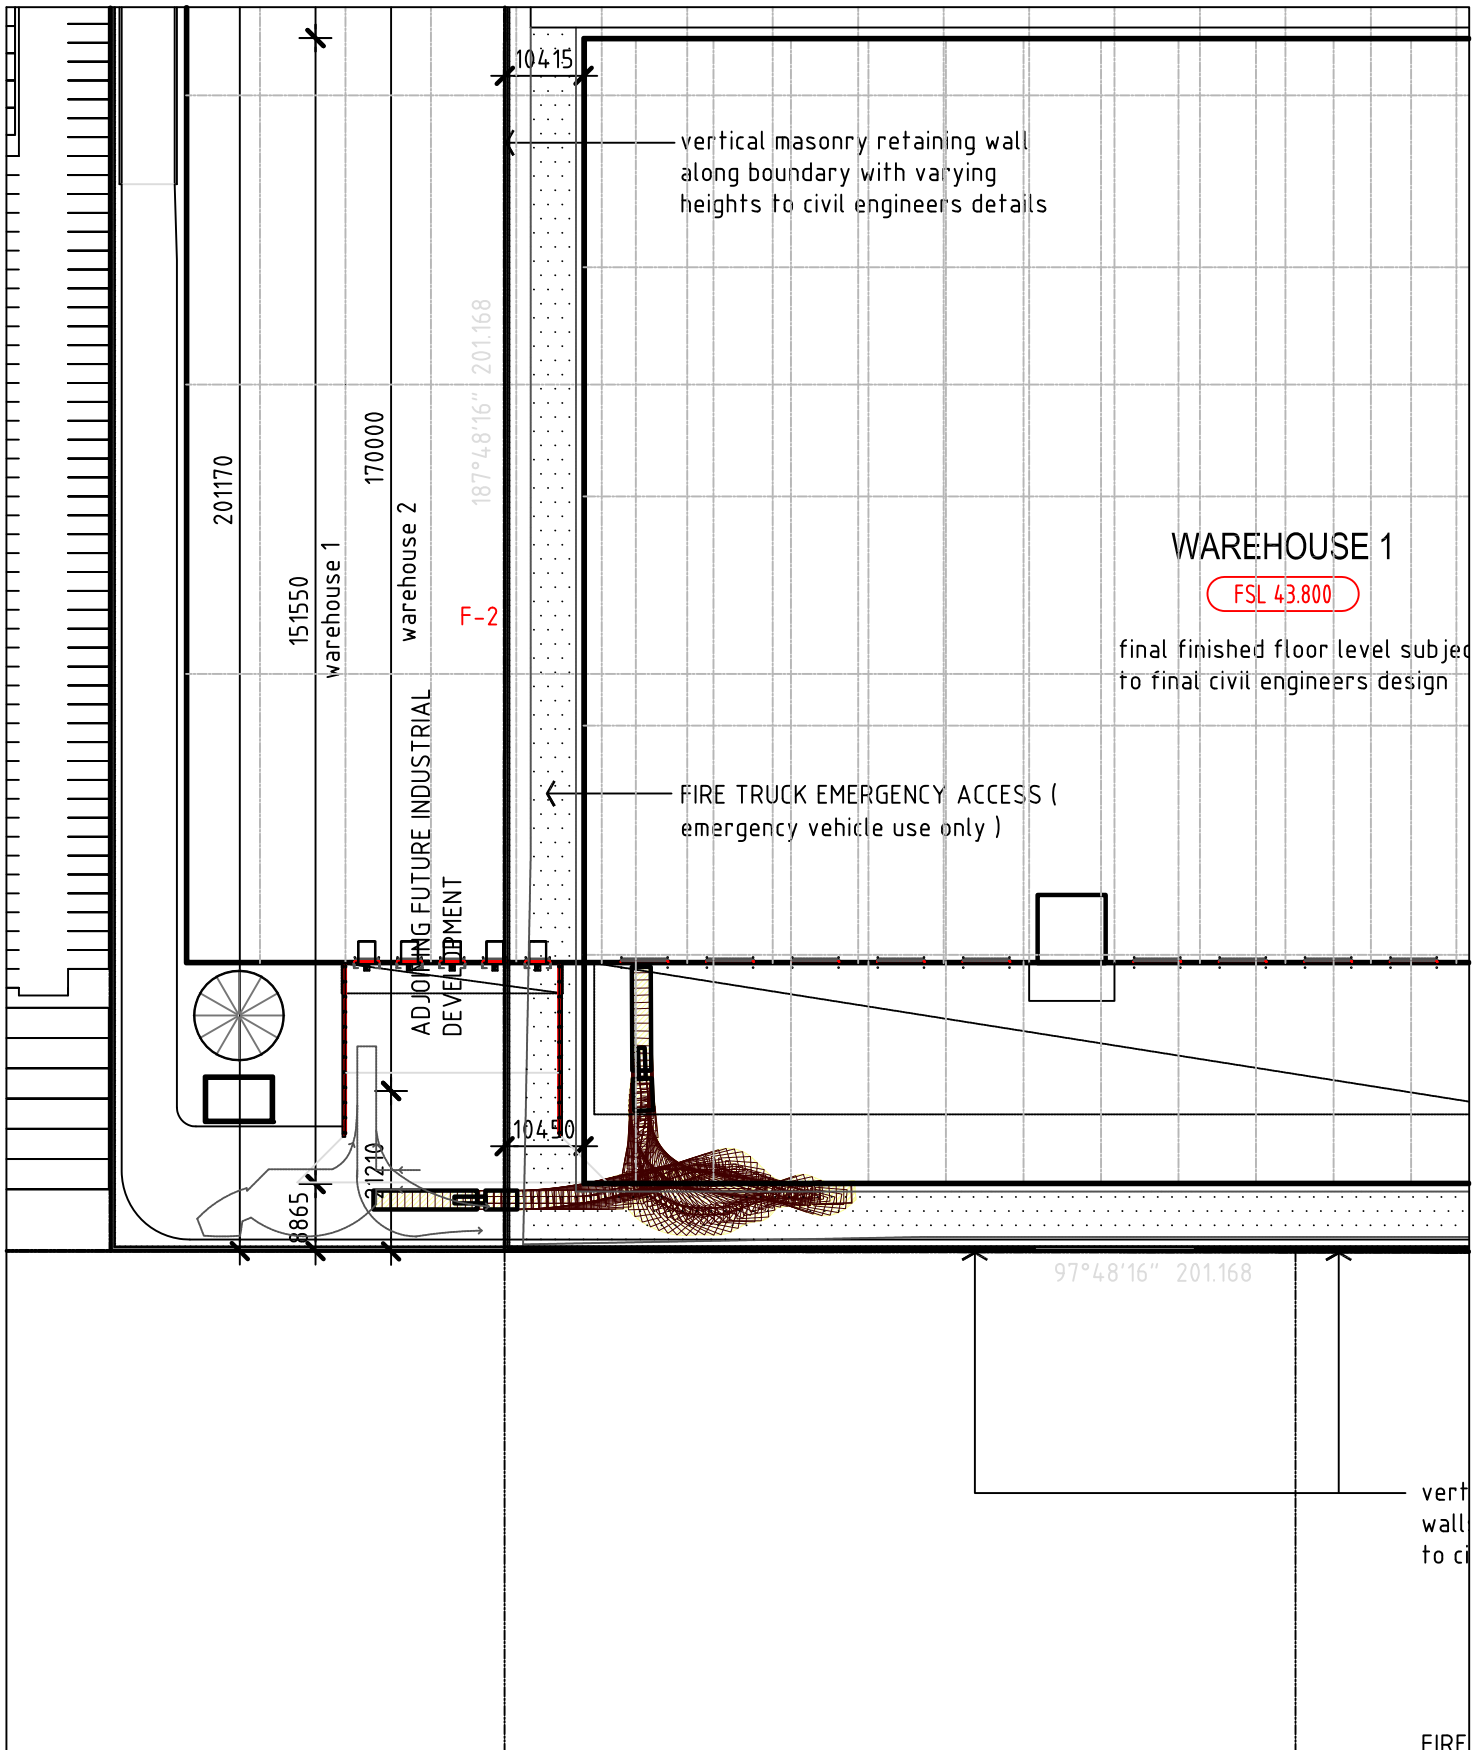 10415
vertical masonry retaining wall
along boundary with varying
heights to civil engineers details
187°48'16" 201.168
201170
170000
151550
warehouse 1
warehouse 2
F-2
WAREHOUSE 1
FSL 43.800
final finished floor level subjec
to final civil engineers design
ADJOINING FUTURE INDUSTRIAL
DEVELOPMENT
FIRE TRUCK EMERGENCY ACCESS (
emergency vehicle use only )
10450
21210
8865
97°48'16" 201.168
vert
wall
to ci
FIRE